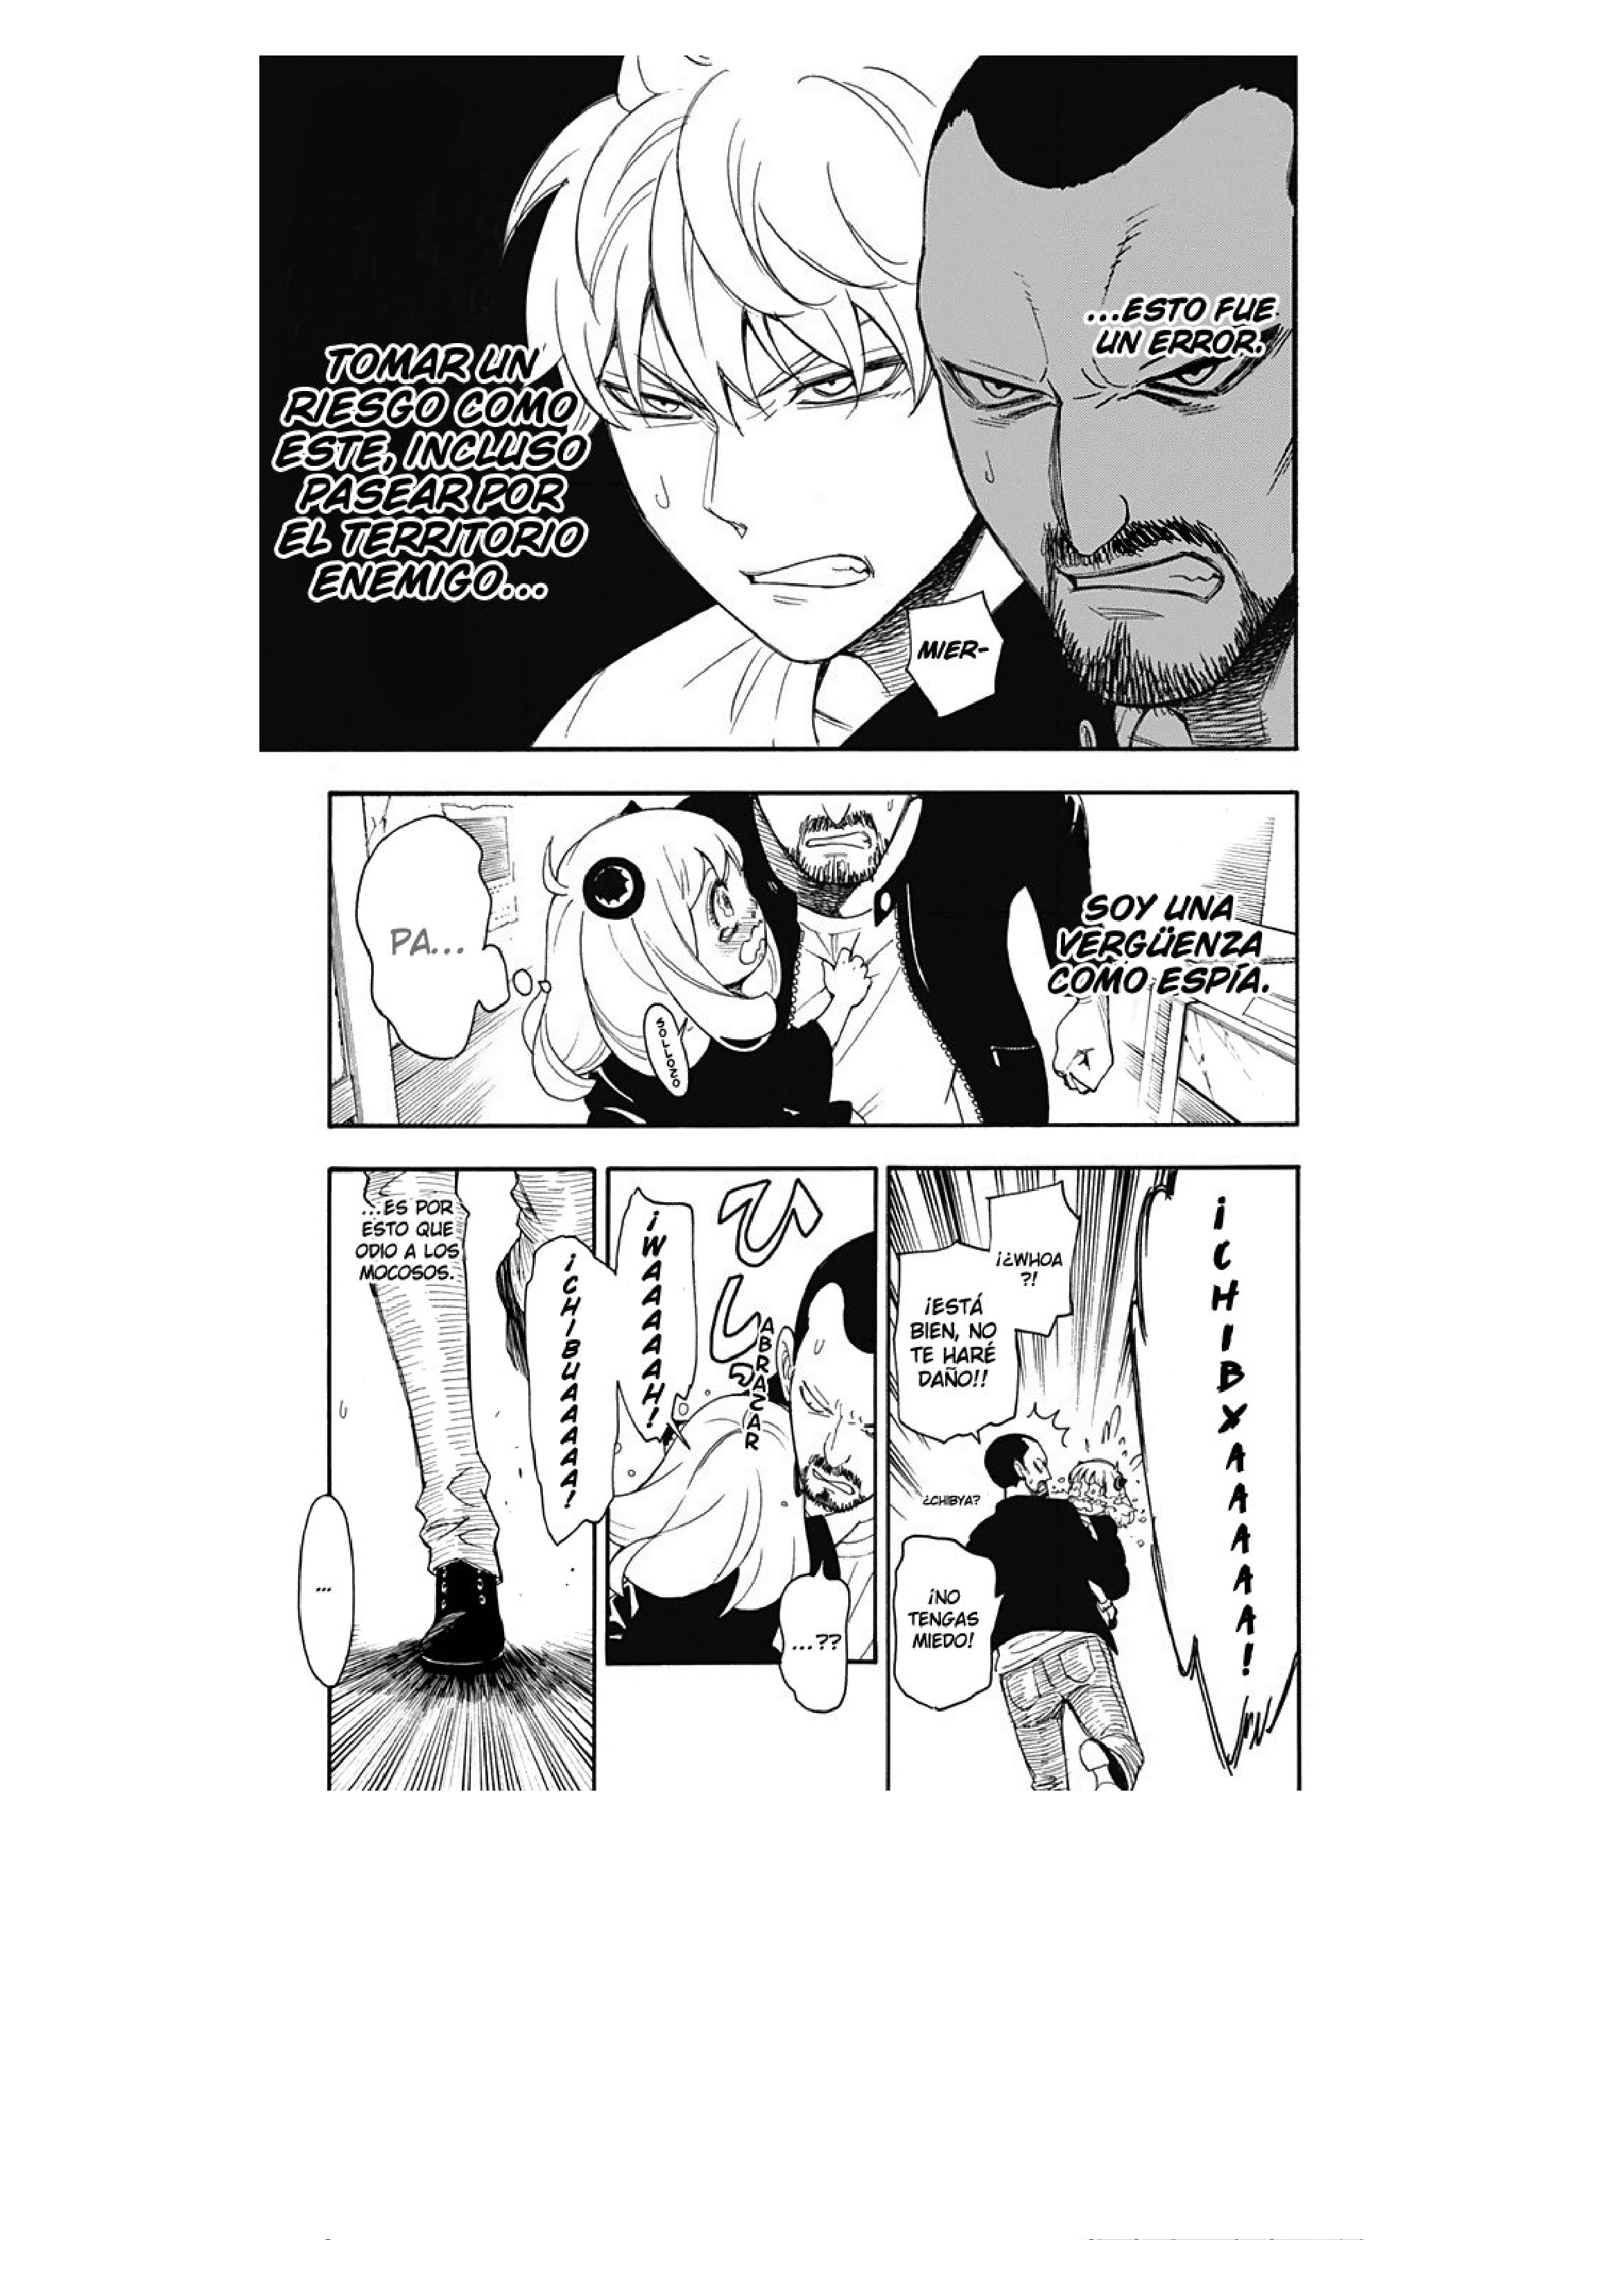 ...ESTO FUE
UN ERROR.
TOMAR UN
RIESGO COMO
ESTE, INCLUSO
PASEAR POR
EL TERRITORIO
ENEMIGO...
MIER-
SOY UNA
VERGÜENZA
COMO ESPÍA.
PA...
SOLLOZO
¡CHIBYAAAAAA!
¡¿WHOA
?!
¡ESTÁ
BIEN, NO
TE HARÉ
DAÑO!!
¿CHIBYA?
¡NO
TENGAS
MIEDO!
ひしっ
ABRAZAR
¡WAAAAAAH!
¡CHIBUAAAAAA!
...??
...ES POR
ESTO QUE
ODIO A LOS
MOCOSOS.
...